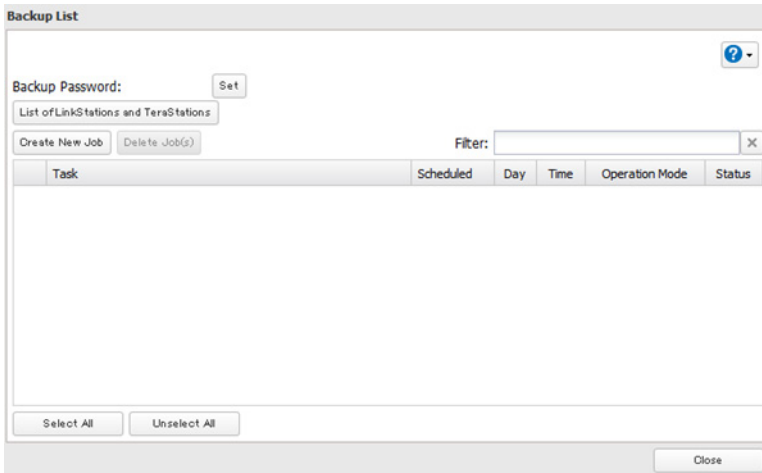 Backup List
?
Backup Password: Set
List of LinkStations and TeraStations
Create New Job Delete Job(s) Filter:
Task Scheduled Day Time Operation Mode Status
Select All Unselect All
Close